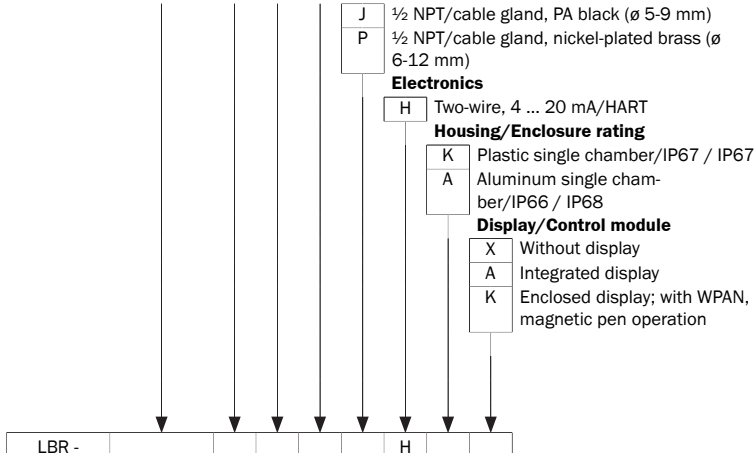 J ½ NPT/cable gland, PA black (ø 5-9 mm)
P ½ NPT/cable gland, nickel-plated brass (ø
6-12 mm)
Electronics
H Two-wire, 4 ... 20 mA/HART
Housing/Enclosure rating
K Plastic single chamber/IP67 / IP67
A Aluminum single cham-
ber/IP66 / IP68
Display/Control module
X Without display
A Integrated display
K Enclosed display; with WPAN,
magnetic pen operation
LBR - H